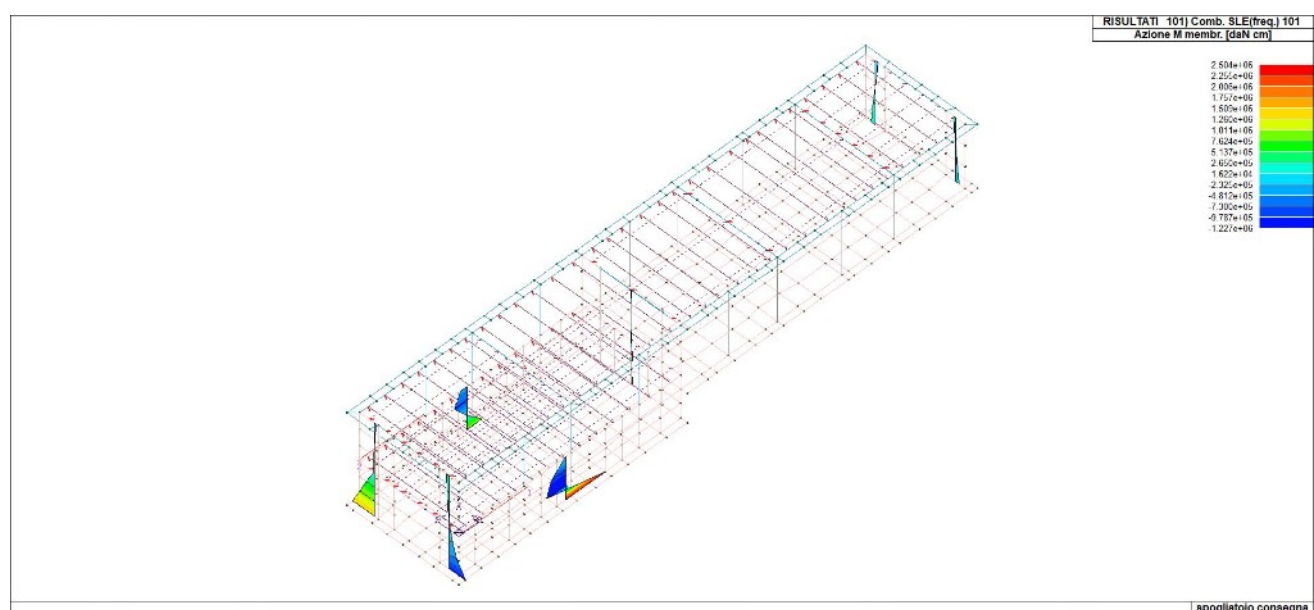 RISULTATI 101) Comb. SLE(freq.) 101
Azione M membr. [daN cm]
2.504e+06
2.255e+06
2.006e+06
1.757e+06
1.509e+06
1.260e+06
1.011e+06
7.624e+05
5.137e+05
2.650e+05
1.622e+04
-2.325e+05
-4.812e+05
-7.300e+05
-9.787e+05
-1.227e+06
spogliatoio consegna